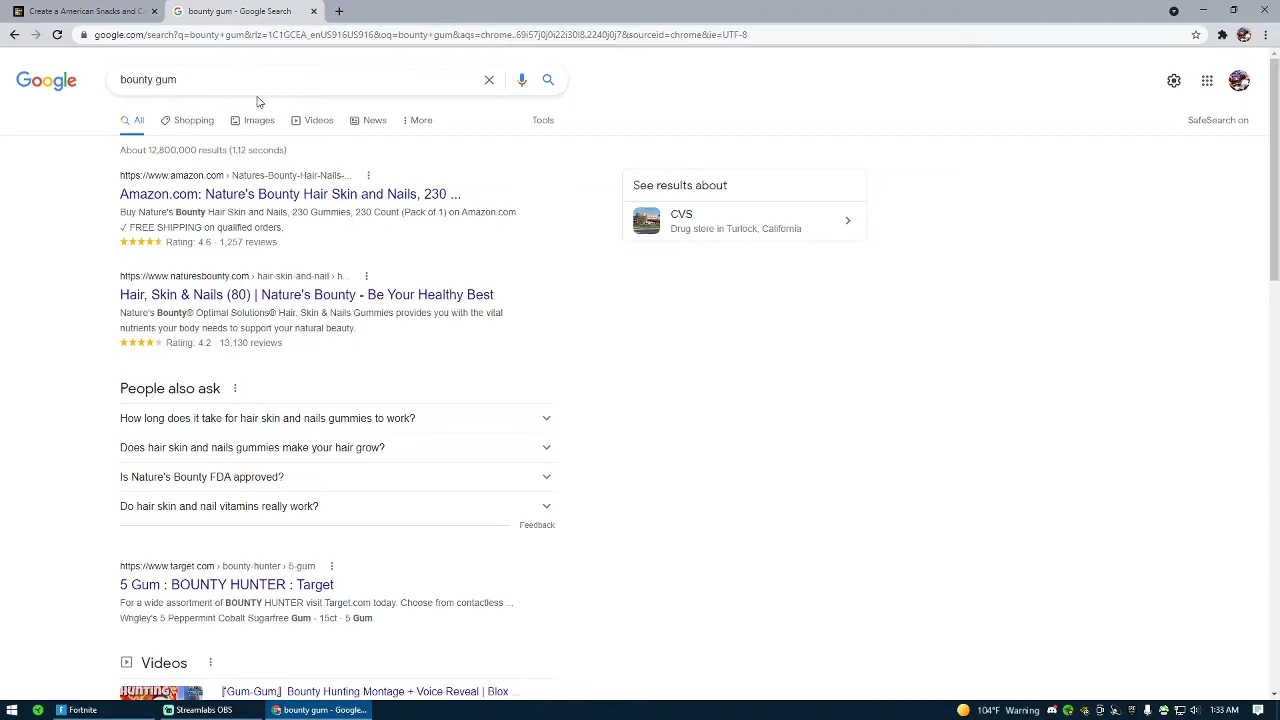 Create a American Snacks and C
bounty gum - Google Search
google.com/search?q=bounty+gum&rlz=1C1GCEA_enUS916US916&oq=bounty+gum&aqs=chrome..69i57j0j0i22i30l8.2240j0j7&sourceid=chrome&ie=UTF-8
Google
bounty gum
All
Shopping
Images
Videos
News
More
Tools
SafeSearch on
About 12,800,000 results (1.12 seconds)
https://www.amazon.com › Natures-Bounty-Hair-Nails-...
Amazon.com: Nature's Bounty Hair Skin and Nails, 230 ...
Buy Nature's Bounty Hair Skin and Nails, 230 Gummies, 230 Count (Pack of 1) on Amazon.com
✓ FREE SHIPPING on qualified orders.
Rating: 4.6 · 1,257 reviews
See results about
CVS
Drug store in Turlock, California
https://www.naturesbounty.com › hair-skin-and-nail › h...
Hair, Skin & Nails (80) | Nature's Bounty - Be Your Healthy Best
Nature's Bounty® Optimal Solutions® Hair, Skin & Nails Gummies provides you with the vital
nutrients your body needs to support your natural beauty.
Rating: 4.2 · 13,130 reviews
People also ask
How long does it take for hair skin and nails gummies to work?
Does hair skin and nails gummies make your hair grow?
Is Nature's Bounty FDA approved?
Do hair skin and nail vitamins really work?
Feedback
https://www.target.com › bounty-hunter › 5-gum
5 Gum : BOUNTY HUNTER : Target
For a wide assortment of BOUNTY HUNTER visit Target.com today. Choose from contactless ...
Wrigley's 5 Peppermint Cobalt Sugarfree Gum - 15ct · 5 Gum.
Videos
HUNTING
『Gum-Gum』Bounty Hunting Montage + Voice Reveal | Blox ...
Fortnite
Streamlabs OBS
bounty gum - Google...
104°F Warning
1:33 AM